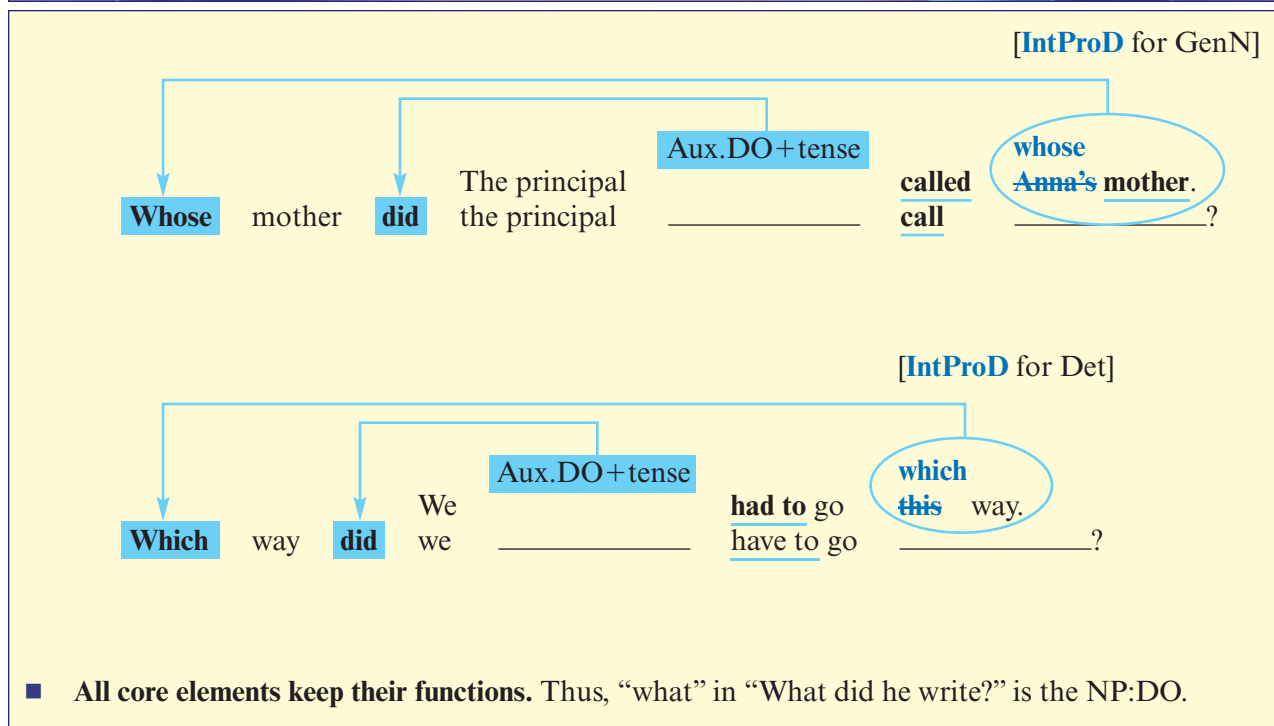 [IntProD for GenN]
Aux.DO+tense whose
The principal called Anna's mother.
Whose mother did the principal call ?
[IntProD for Det]
Aux.DO+tense which
We had to go this way.
Which way did we have to go ?
■ All core elements keep their functions. Thus, “what” in “What did he write?” is the NP:DO.